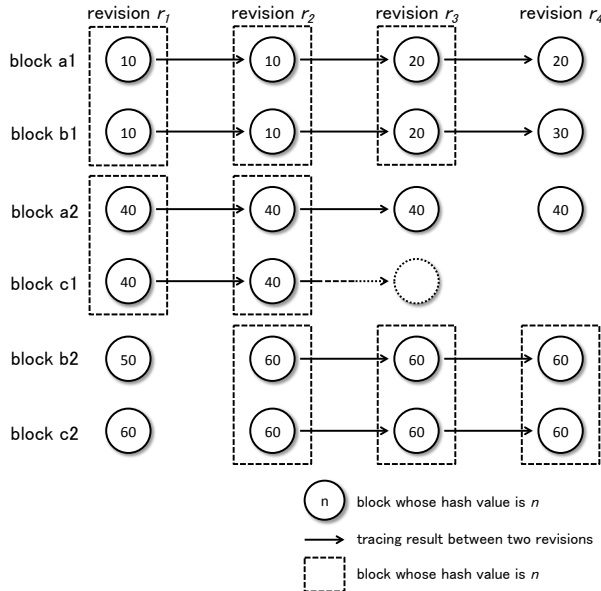 revision r1 revision r2 revision r3 revision r4
block a1 10 10 20 20
block b1 10 10 20 30
block a2 40 40 40 40
block c1 40 40
block b2 50 60 60 60
block c2 60 60 60 60
n block whose hash value is n
tracing result between two revisions
block whose hash value is n